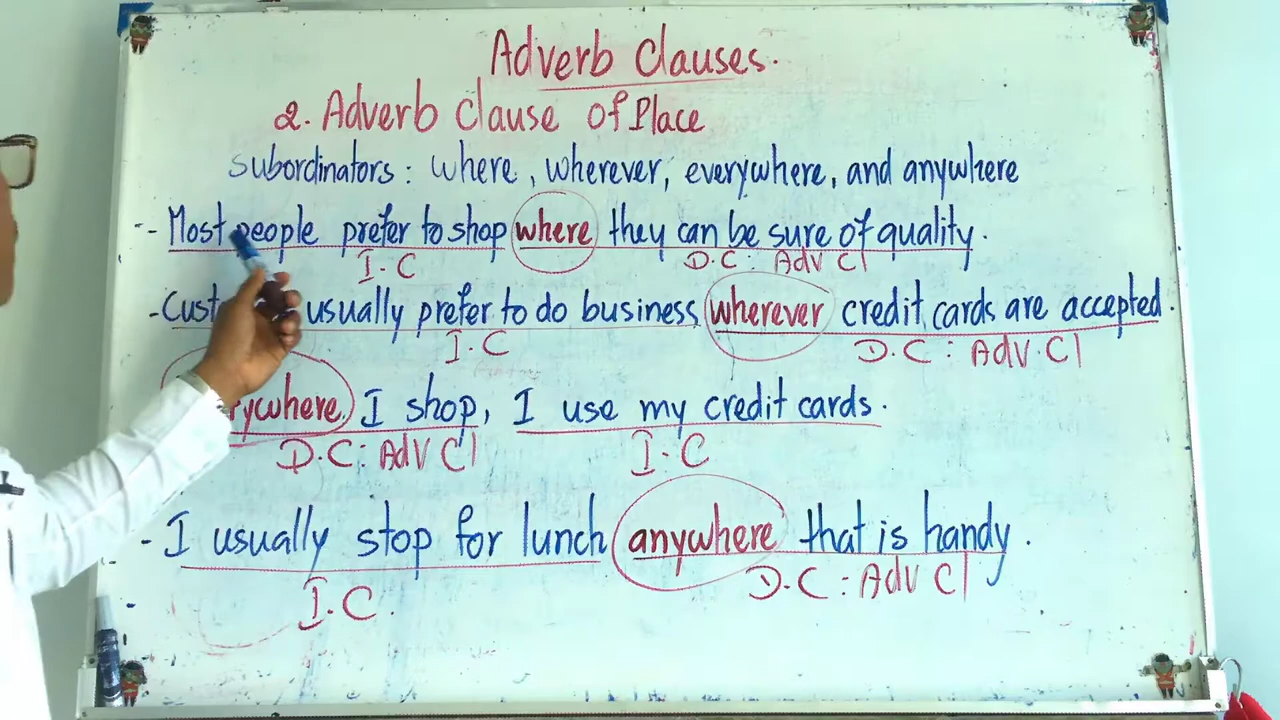 Adverb Clauses.
2. Adverb Clause Of Place
Subordinators: where, wherever, everywhere, and anywhere
- Most people prefer to shop where they can be sure of quality.
I.C D.C: Adv Cl
- usually prefer to do business wherever credit cards are accepted.
I.C D.C: Adv.Cl
I shop, I use my credit cards.
D.C: Adv Cl I.C
- I usually stop for lunch anywhere that is handy.
I.C. D.C: Adv Cl